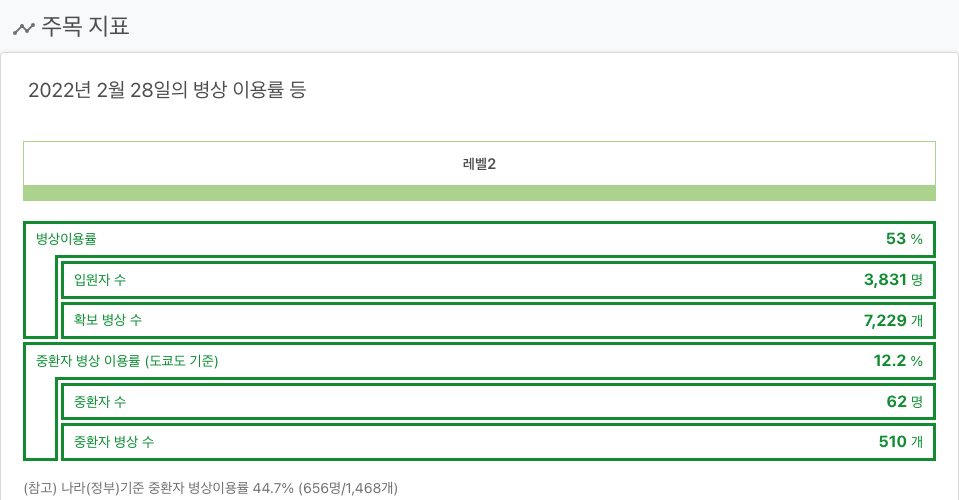 주목 지표
2022년 2월 28일의 병상 이용률 등
레벨2
병상이용률 53 %
입원자 수 3,831 명
확보 병상 수 7,229 개
중환자 병상 이용률 (도쿄도 기준) 12.2 %
중환자 수 62 명
중환자 병상 수 510 개
(참고) 나라(정부)기준 중환자 병상이용률 44.7% (656명/1,468개)